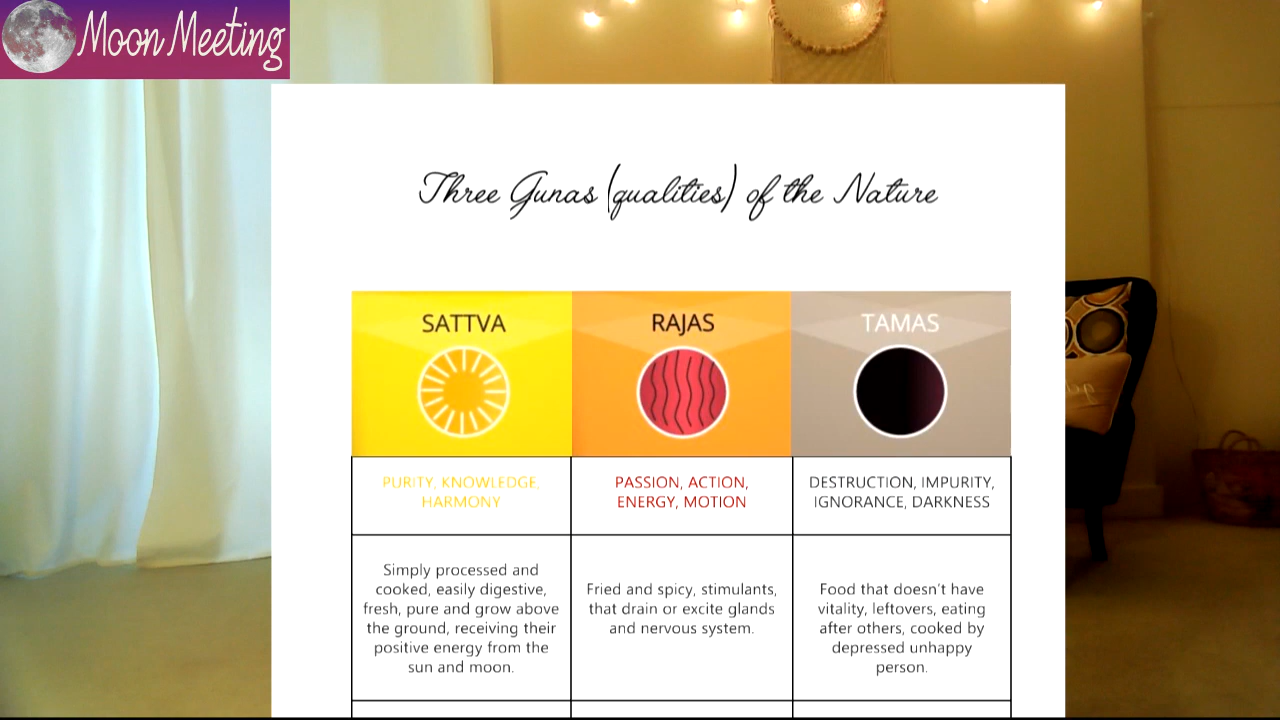 Moon Meeting
Three Gunas (qualities) of the Nature
SATTVA
RAJAS
TAMAS
PURITY, KNOWLEDGE,
HARMONY
PASSION, ACTION,
ENERGY, MOTION
DESTRUCTION, IMPURITY,
IGNORANCE, DARKNESS
Simply processed and
cooked, easily digestive,
fresh, pure and grow above
the ground, receiving their
positive energy from the
sun and moon.
Fried and spicy, stimulants,
that drain or excite glands
and nervous system.
Food that doesn't have
vitality, leftovers, eating
after others, cooked by
depressed unhappy
person.